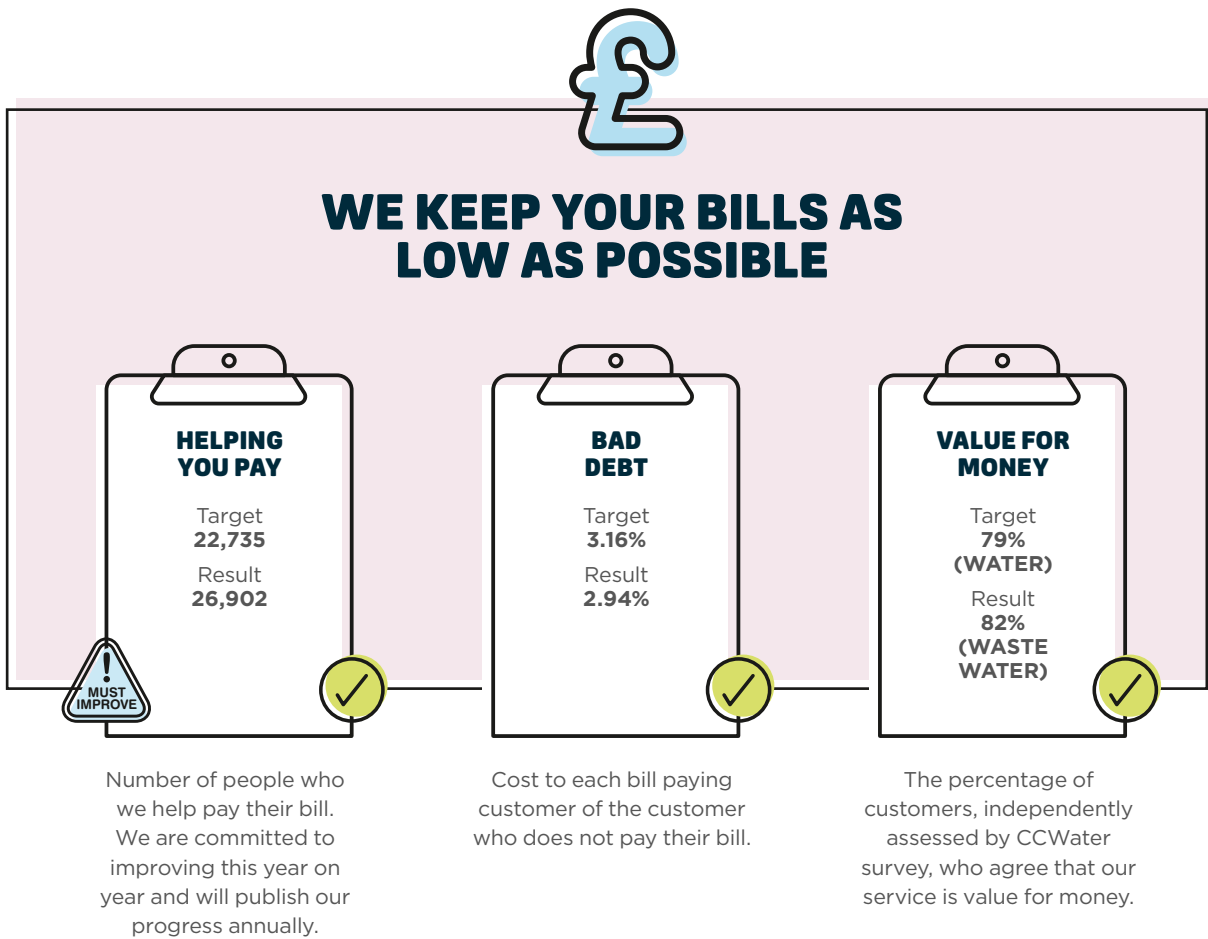 £
WE KEEP YOUR BILLS AS
LOW AS POSSIBLE
HELPING
YOU PAY
Target
22,735
Result
26,902
!
MUST
IMPROVE
Number of people who
we help pay their bill.
We are committed to
improving this year on
year and will publish our
progress annually.
BAD
DEBT
Target
3.16%
Result
2.94%
Cost to each bill paying
customer of the customer
who does not pay their bill.
VALUE FOR
MONEY
Target
79%
(WATER)
Result
82%
(WASTE
WATER)
The percentage of
customers, independently
assessed by CCWater
survey, who agree that our
service is value for money.